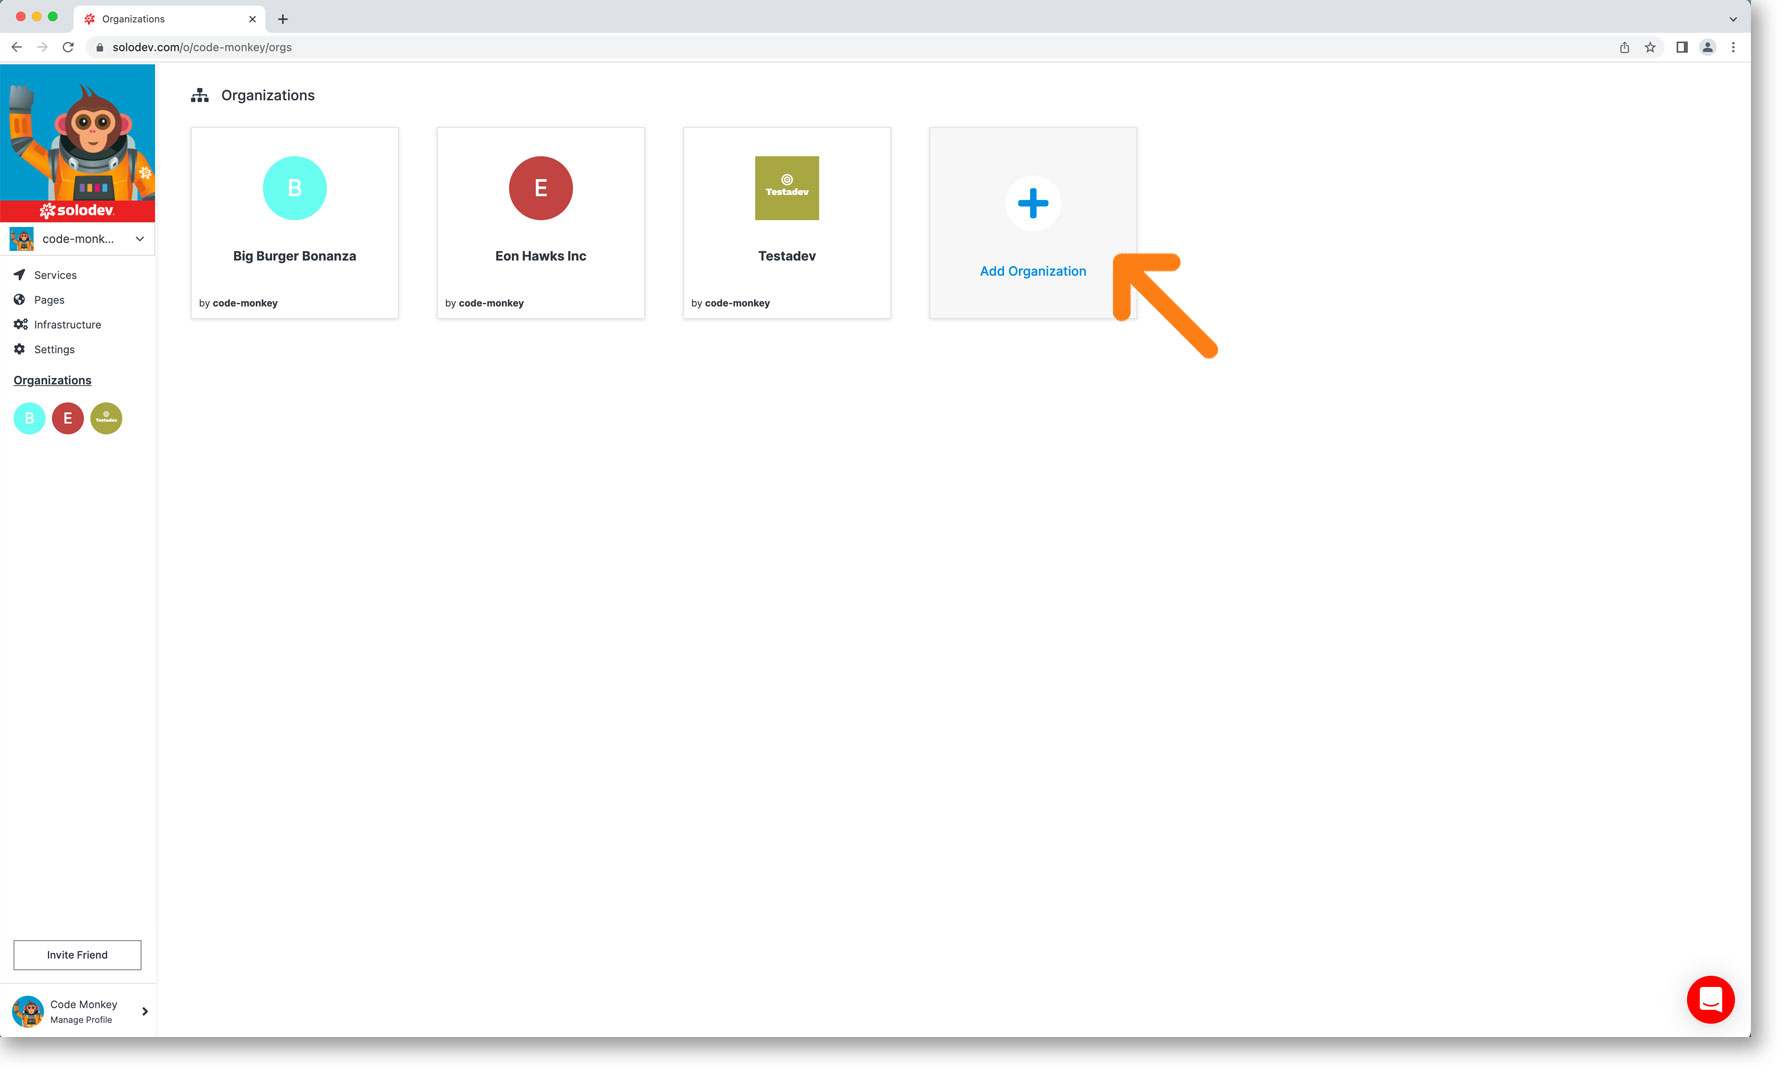 Organizations
solodev.com/o/code-monkey/orgs
solodev
code-monk...
Services
Pages
Infrastructure
Settings
Organizations
B
E
Testadev
Invite Friend
Code Monkey
Manage Profile
Organizations
B
Big Burger Bonanza
by code-monkey
E
Eon Hawks Inc
by code-monkey
Testadev
Testadev
by code-monkey
Add Organization